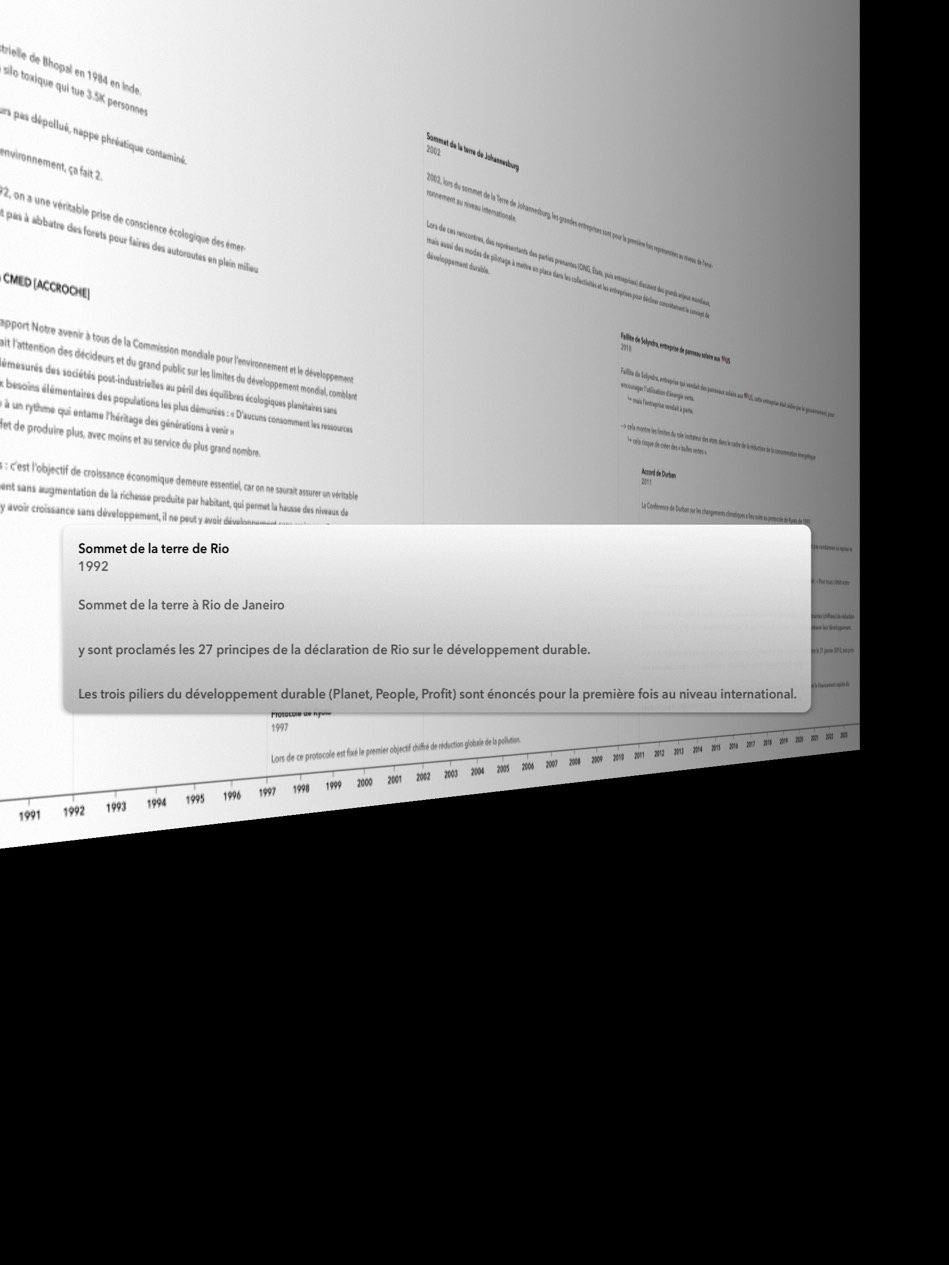 strielle de Bhopal en 1984 en Inde.
silo toxique qui tue 3.5K personnes
urs pas dépollué, nappe phréatique contaminé.
environnement, ça fait 2.
92, on a une véritable prise de conscience écologique des émer-
t pas à abbatre des forets pour faires des autoroutes en plein milieu
CMED [ACCROCHE]
apport Notre avenir à tous de la Commission mondiale pour l'environnement et le développement
ait l'attention des décideurs et du grand public sur les limites du développement mondial, comblant
démesurés des sociétés post-industrielles au péril des équilibres écologiques planétaires sans
x besoins élémentaires des populations les plus démunies : « D'aucuns consomment les ressources
à un rythme qui entame l'héritage des générations à venir »
fet de produire plus, avec moins et au service du plus grand nombre.
s : c'est l'objectif de croissance économique demeure essentiel, car on ne saurait assurer un véritable
ent sans augmentation de la richesse produite par habitant, qui permet la hausse des niveaux de
y avoir croissance sans développement, il ne peut y avoir développement
Sommet de la terre de Johannesburg
2002
2002, lors du sommet de la Terre de Johannesburg, les grandes entreprises sont pour la première fois représentées au niveau de l'envi-
ronnement au niveau internationale.
Lors de ces rencontres, des représentants des parties prenantes (ONG, États, puis entreprises) discutent des grands enjeux mondiaux,
mais aussi des modes de pilotage à mettre en place dans les collectivités et les entreprises pour décliner concrètement le concept de
développement durable.
Faillite de Solyndra, entreprise de panneau solaire aux US
2010
Faillite de Solyndra, entreprise qui vendait des panneaux solaire aux US, cette entreprise était aidée par le gouvernement, pour
encourager l'utilisation d'énergie verte.
↳ mais l'entreprise vendait à perte.
-> cela montre les limites du role incitateur des états dans le cadre de la réduction de la consommation energétique
↳ cela risque de créer des « bulles vertes ».
Accord de Durban
2011
La Conférence de Durban sur les changements climatiques a lieu suite au protocole de Kyoto de 1997
Sommet de la terre de Rio
1992
Sommet de la terre à Rio de Janeiro
y sont proclamés les 27 principes de la déclaration de Rio sur le développement durable.
Les trois piliers du développement durable (Planet, People, Profit) sont énoncés pour la première fois au niveau international.
Protocole de Kyoto
1997
Lors de ce protocole est fixé le premier objectif chiffré de réduction globale de la pollution.
1991 1992 1993 1994 1995 1996 1997 1998 1999 2000 2001 2002 2003 2004 2005 2006 2007 2008 2009 2010 2011 2012 2013 2014 2015 2016 2017 2018 2019 2020 2021 2022 2023